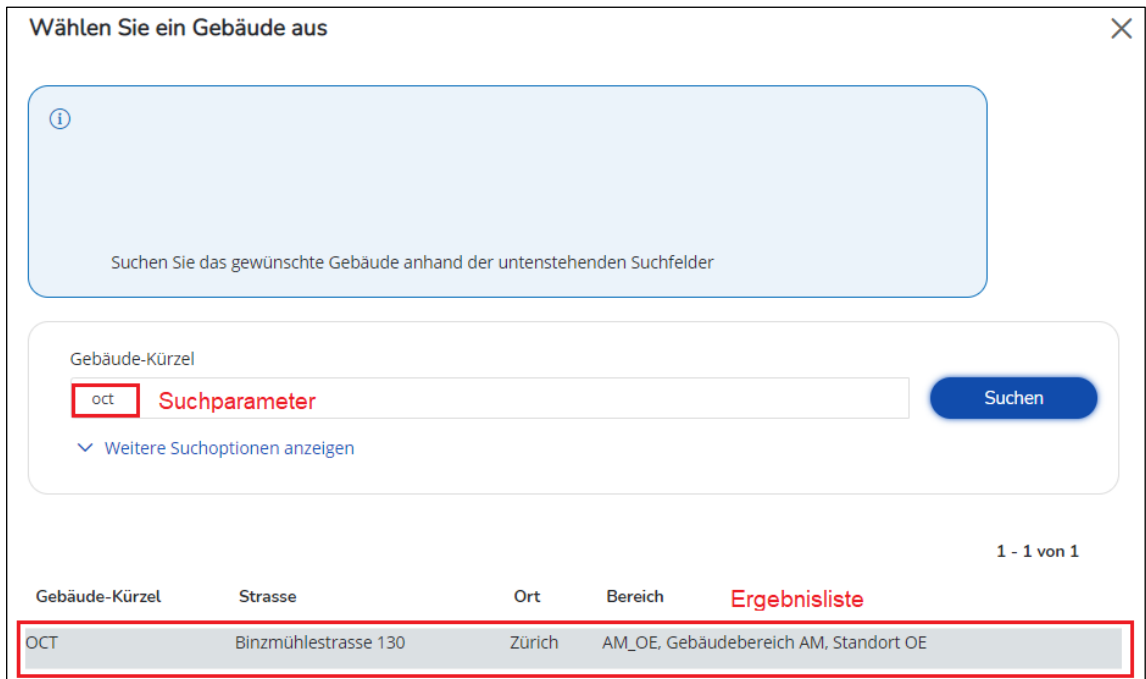 Wählen Sie ein Gebäude aus
Suchen Sie das gewünschte Gebäude anhand der untenstehenden Suchfelder
Gebäude-Kürzel
oct Suchparameter Suchen
Weitere Suchoptionen anzeigen
1 - 1 von 1
Gebäude-Kürzel Strasse Ort Bereich Ergebnisliste
OCT Binzmühlestrasse 130 Zürich AM_OE, Gebäudebereich AM, Standort OE